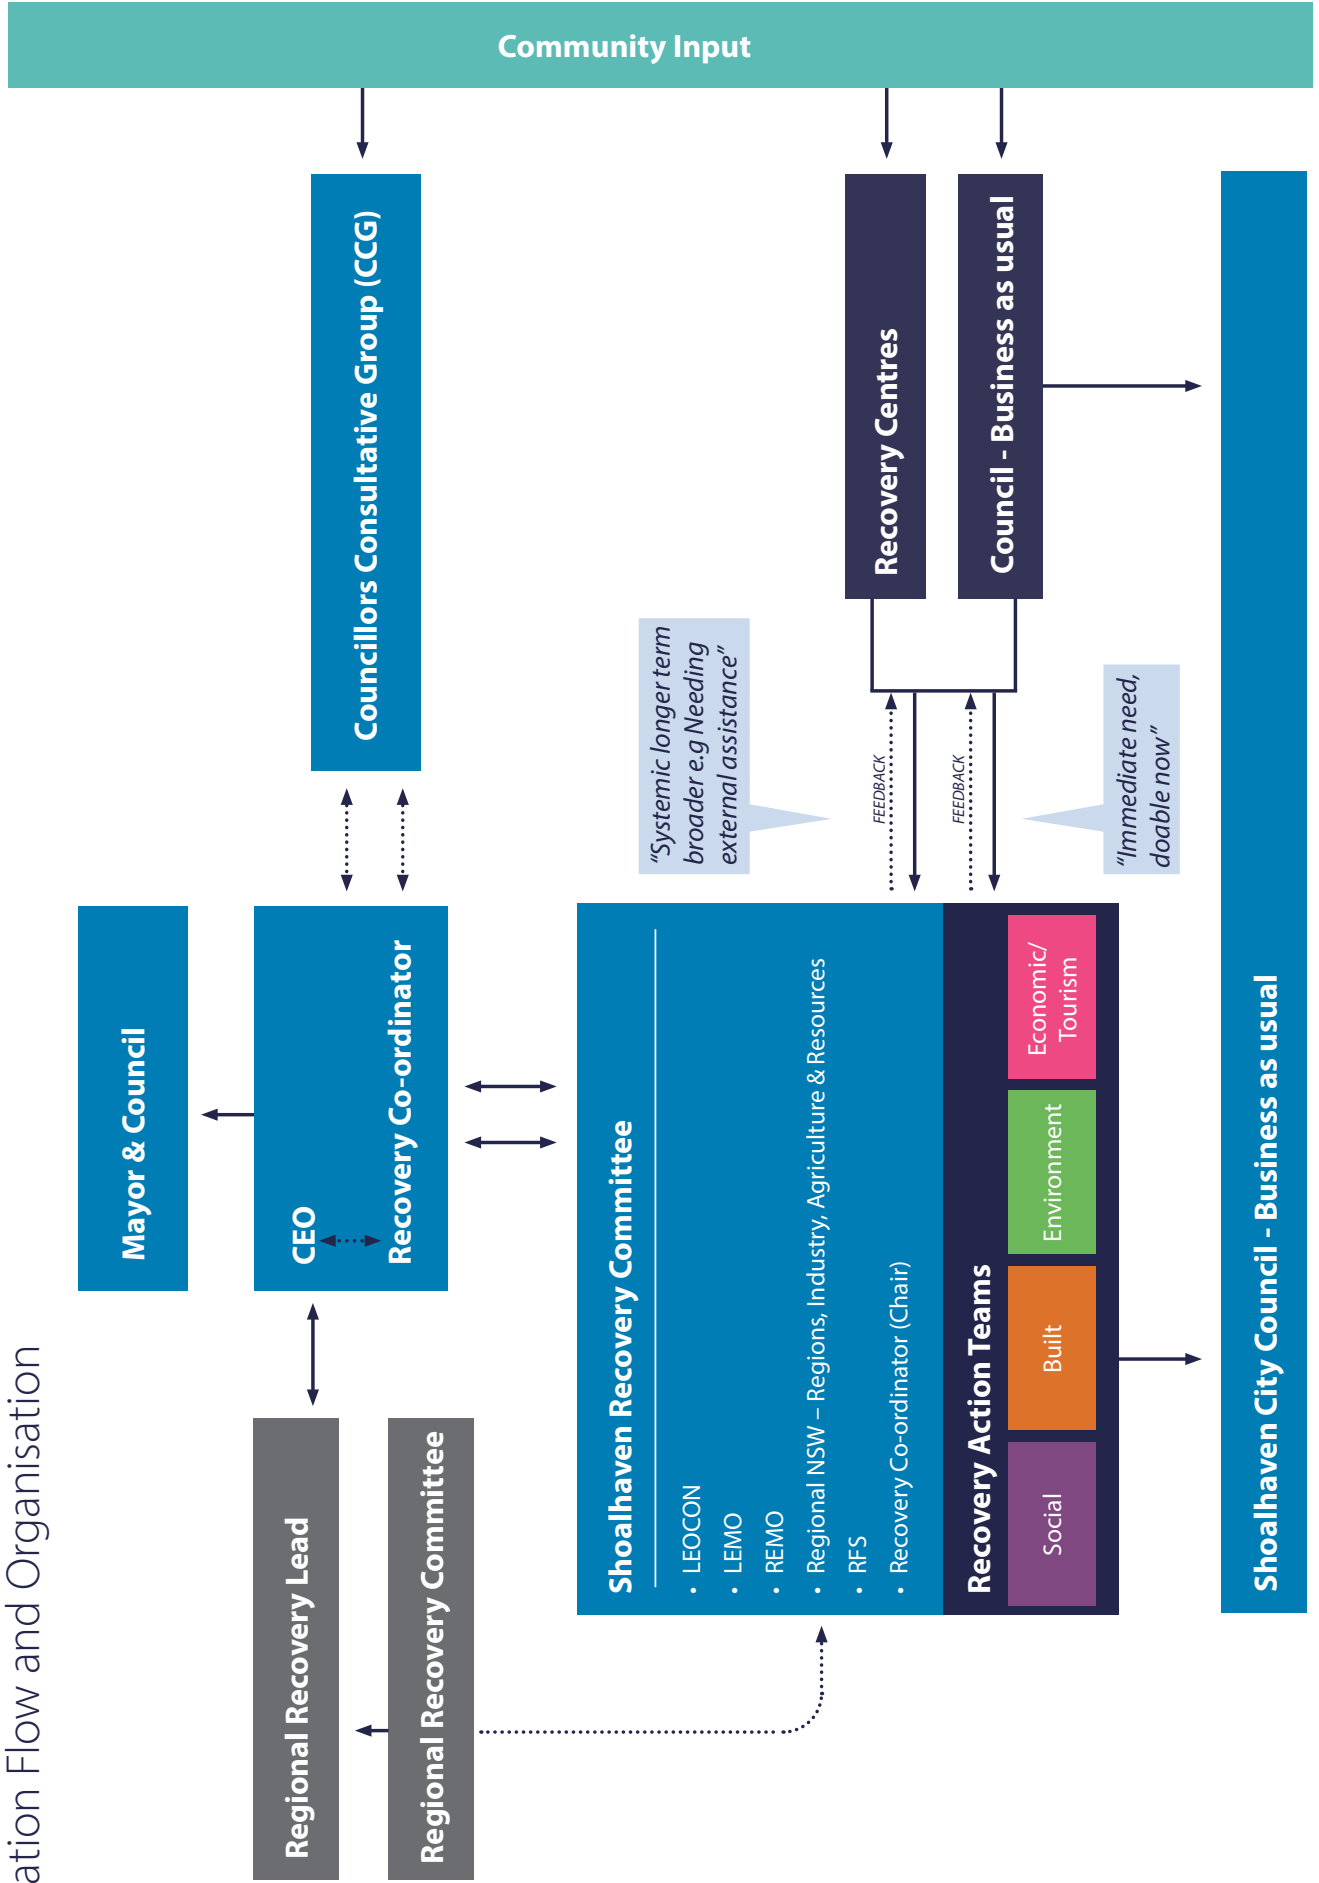 ation Flow and Organisation
Community Input
Mayor & Council
Regional Recovery Lead
Regional Recovery Committee
CEO
Recovery Co-ordinator
Councillors Consultative Group (CCG)
Shoalhaven Recovery Committee
• LEOCON
• LEMO
• REMO
• Regional NSW – Regions, Industry, Agriculture & Resources
• RFS
• Recovery Co-ordinator (Chair)
Recovery Action Teams
Social
Built
Environment
Economic/
Tourism
“Systemic longer term
broader e.g Needing
external assistance”
FEEDBACK
FEEDBACK
“Immediate need,
doable now”
Recovery Centres
Council - Business as usual
Shoalhaven City Council - Business as usual